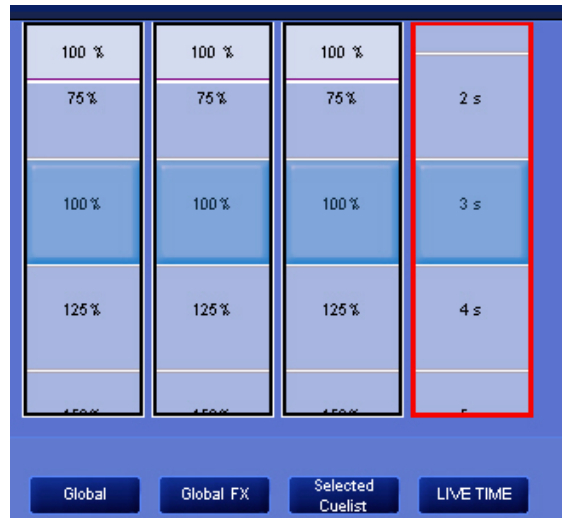 100 % 100 % 100 %
75% 75% 75% 2 s
100% 100% 100% 3 s
125% 125% 125% 4 s
Global Global FX Selected Cuelist LIVE TIME